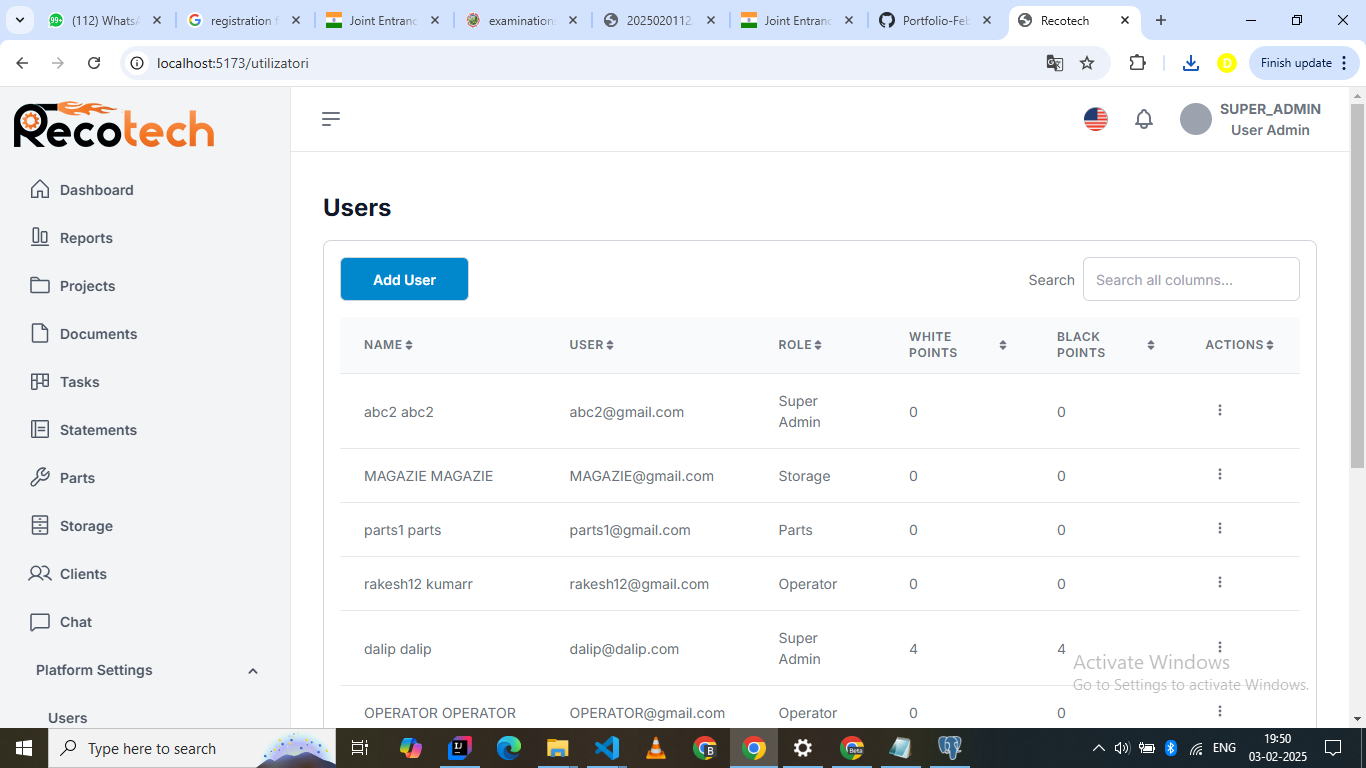 (112) WhatsA
registration f
Joint Entranc
examination
2025020112
Joint Entranc
Portfolio-Feb
Recotech
localhost:5173/utilizatori
D
Finish update
Recotech
SUPER_ADMIN
User Admin
Dashboard
Reports
Projects
Documents
Tasks
Statements
Parts
Storage
Clients
Chat
Platform Settings
Users
Users
Add User
Search
Search all columns...
NAME USER ROLE WHITE POINTS BLACK POINTS ACTIONS
abc2 abc2 abc2@gmail.com Super Admin 0 0
MAGAZIE MAGAZIE MAGAZIE@gmail.com Storage 0 0
parts1 parts parts1@gmail.com Parts 0 0
rakesh12 kumarr rakesh12@gmail.com Operator 0 0
dalip dalip dalip@dalip.com Super Admin 4 4
OPERATOR OPERATOR OPERATOR@gmail.com Operator 0 0
Activate Windows
Go to Settings to activate Windows.
Type here to search
ENG
19:50
03-02-2025